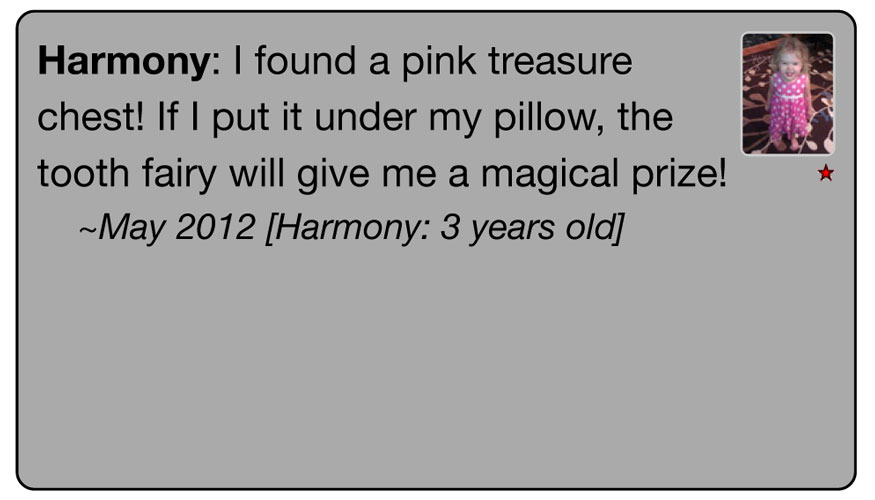 Harmony: I found a pink treasure
chest! If I put it under my pillow, the
tooth fairy will give me a magical prize!
~May 2012 [Harmony: 3 years old]